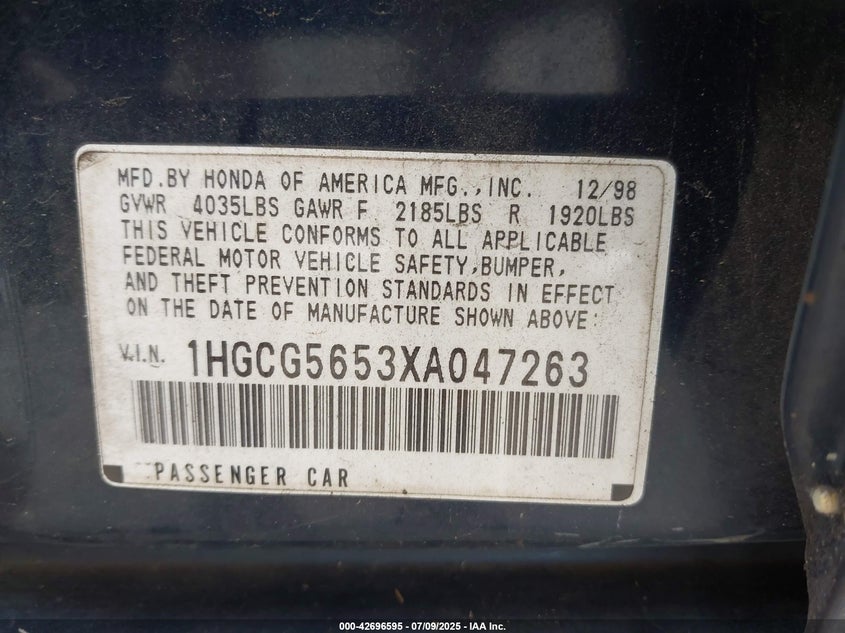 MFD.BY HONDA OF AMERICA MFG.,INC. 12/98
GVWR 4035LBS GAWR F 2185LBS R 1920LBS
THIS VEHICLE CONFORMS TO ALL APPLICABLE
FEDERAL MOTOR VEHICLE SAFETY,BUMPER,
AND THEFT PREVENTION STANDARDS IN EFFECT
ON THE DATE OF MANUFACTURE SHOWN ABOVE:
V.I.N. 1HGCG5653XA047263
PASSENGER CAR
000-42696595 - 07/09/2025 - IAA Inc.